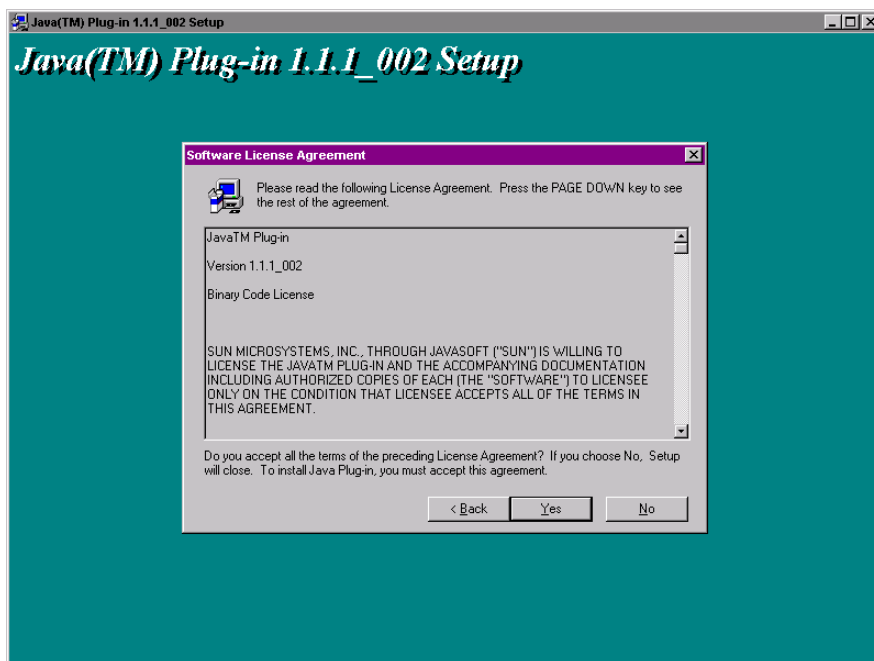 Java(TM) Plug-in 1.1.1_002 Setup
Java(TM) Plug-in 1.1.1_002 Setup
Software License Agreement
Please read the following License Agreement. Press the PAGE DOWN key to see
the rest of the agreement.
JavaTM Plug-in
Version 1.1.1_002
Binary Code License
SUN MICROSYSTEMS, INC., THROUGH JAVASOFT ("SUN") IS WILLING TO
LICENSE THE JAVATM PLUG-IN AND THE ACCOMPANYING DOCUMENTATION
INCLUDING AUTHORIZED COPIES OF EACH (THE "SOFTWARE") TO LICENSEE
ONLY ON THE CONDITION THAT LICENSEE ACCEPTS ALL OF THE TERMS IN
THIS AGREEMENT.
Do you accept all the terms of the preceding License Agreement? If you choose No, Setup
will close. To install Java Plug-in, you must accept this agreement.
< Back Yes No